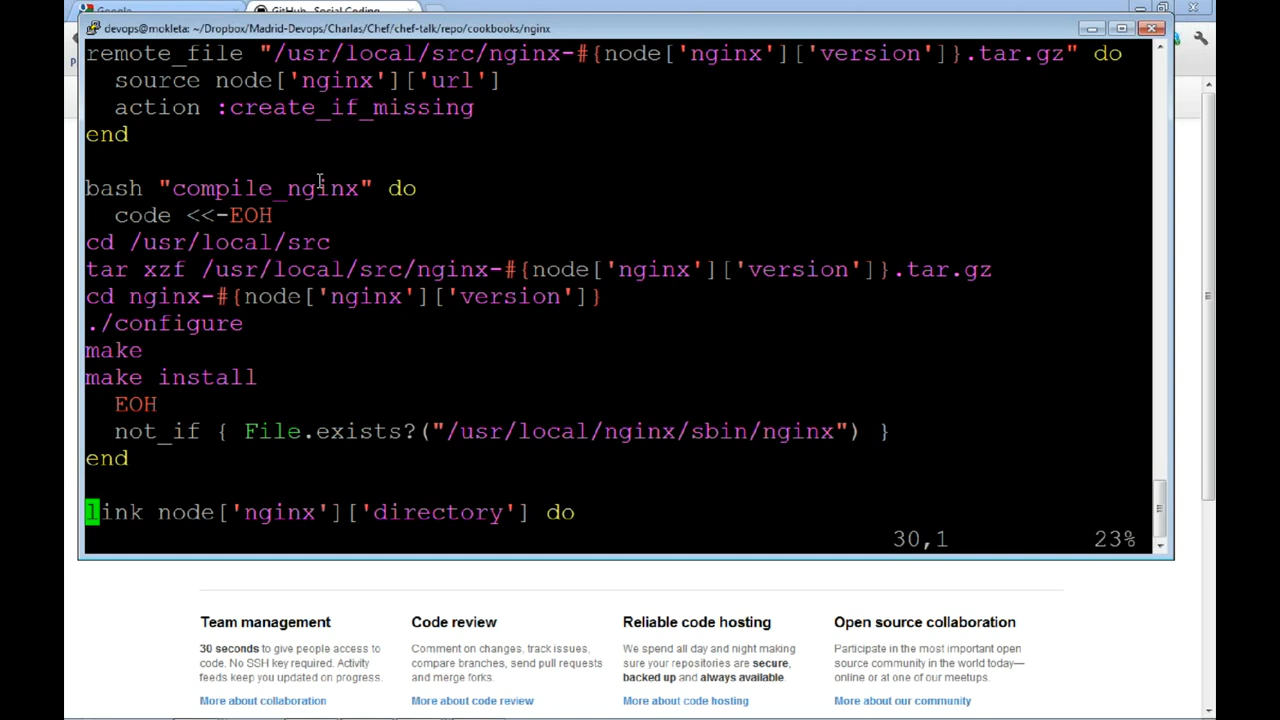 Google
GitHub · Social Coding
devops@mokleta: ~/Dropbox/Madrid-Devops/Charlas/Chef/chef-talk/repo/cookbooks/nginx
remote_file "/usr/local/src/nginx-#{node['nginx']['version']}.tar.gz" do
  source node['nginx']['url']
  action :create_if_missing
end
bash "compile_nginx" do
  code <<-EOH
cd /usr/local/src
tar xzf /usr/local/src/nginx-#{node['nginx']['version']}.tar.gz
cd nginx-#{node['nginx']['version']}
./configure
make
make install
  EOH
  not_if { File.exists?("/usr/local/nginx/sbin/nginx") }
end
link node['nginx']['directory'] do
30,1 23%
Team management
30 seconds to give people access to
code. No SSH key required. Activity
feeds keep you updated on progress.
More about collaboration
Code review
Comment on changes, track issues,
compare branches, send pull requests
and merge forks.
More about code review
Reliable code hosting
We spend all day and night making
sure your repositories are secure,
backed up and always available.
More about code hosting
Open source collaboration
Participate in the most important open
source community in the world today—
online or at one of our meetups.
More about our community